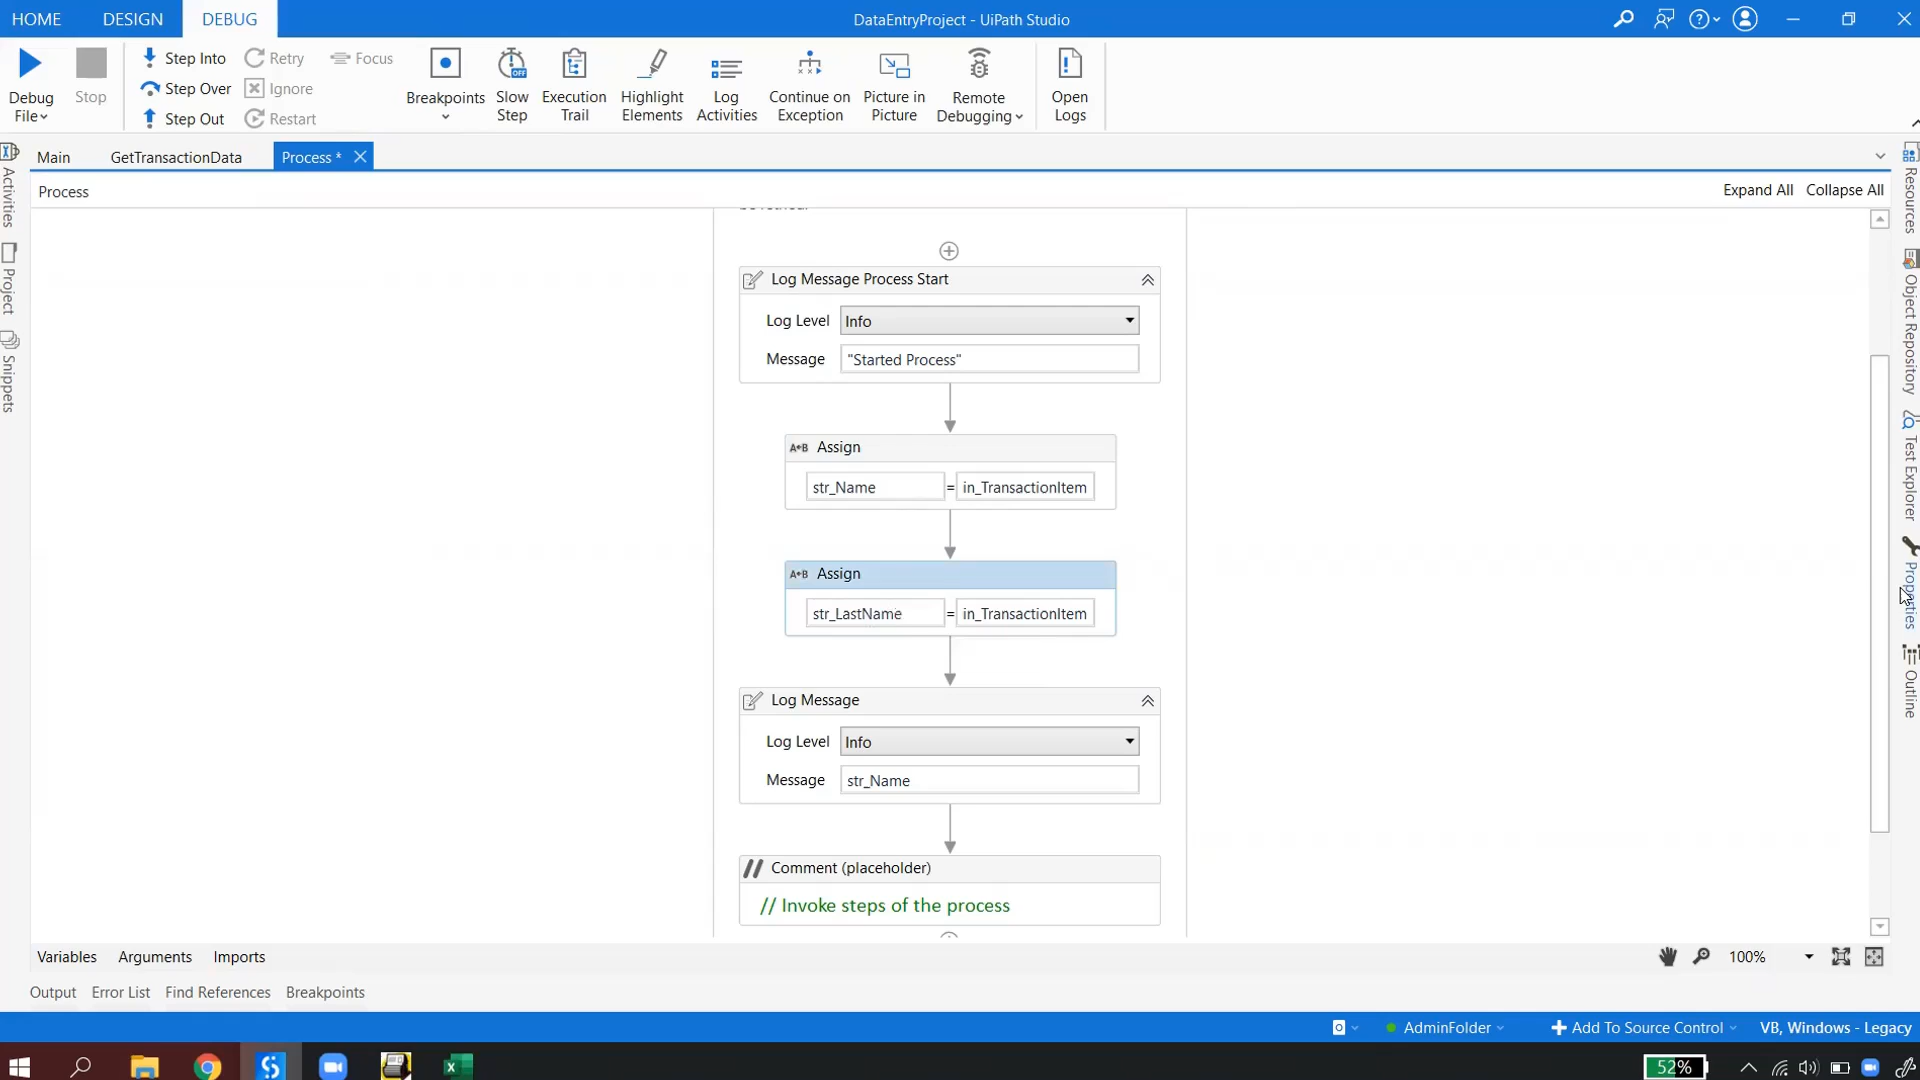 HOME DESIGN DEBUG DataEntryProject - UiPath Studio
Debug File
Stop
Step Into
Step Over
Step Out
Retry
Ignore
Restart
Focus
Breakpoints
Slow Step
Execution Trail
Highlight Elements
Log Activities
Continue on Exception
Picture in Picture
Remote Debugging
Open Logs
Main GetTransactionData Process *
Process Expand All Collapse All
Activities
Project
Snippets
Log Message Process Start
Log Level Info
Message "Started Process"
A+B Assign
str_Name = in_TransactionItem
A+B Assign
str_LastName = in_TransactionItem
Log Message
Log Level Info
Message str_Name
// Comment (placeholder)
// Invoke steps of the process
Resources
Object Repository
Test Explorer
Properties
Outline
Variables Arguments Imports 100%
Output Error List Find References Breakpoints
AdminFolder Add To Source Control VB, Windows - Legacy
52%